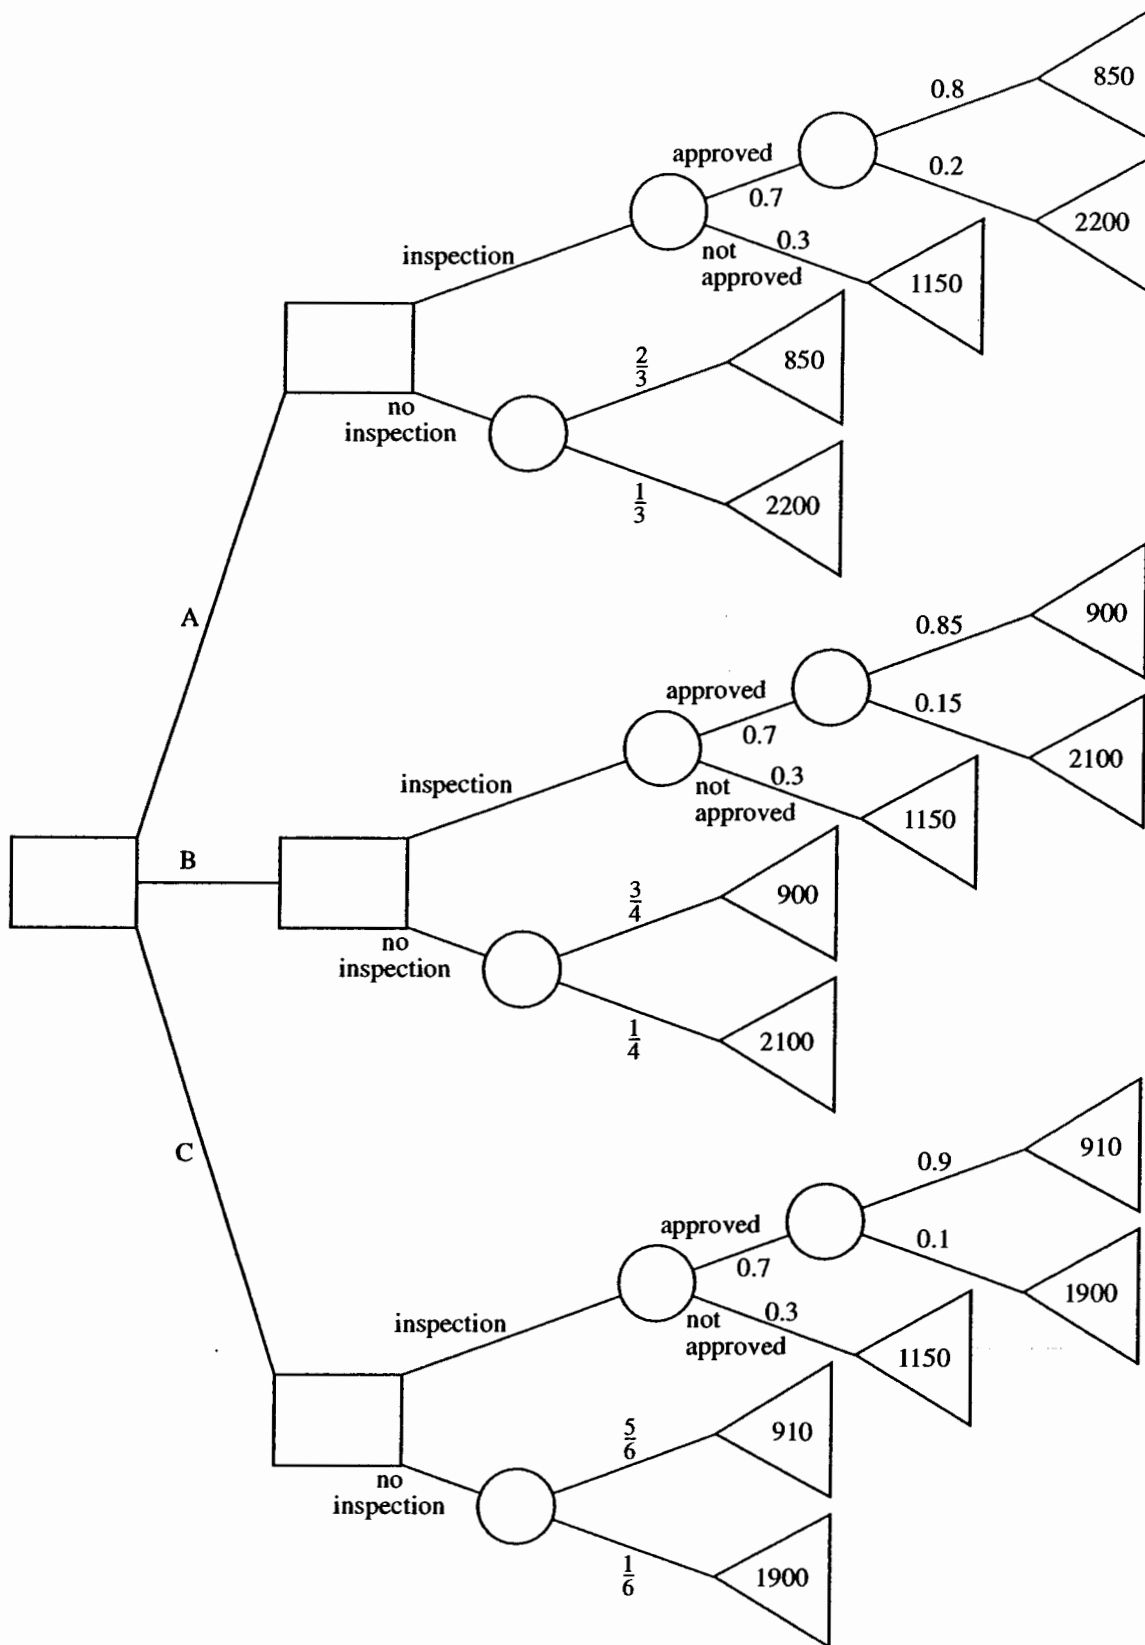 0.8
850
approved
0.2
0.7
2200
inspection
not
approved
0.3
1150
2/3
850
no
inspection
1/3
2200
A
0.85
900
approved
0.15
0.7
2100
inspection
not
approved
0.3
1150
B
3/4
900
no
inspection
1/4
2100
C
0.9
910
approved
0.1
0.7
1900
inspection
not
approved
0.3
1150
5/6
910
no
inspection
1/6
1900